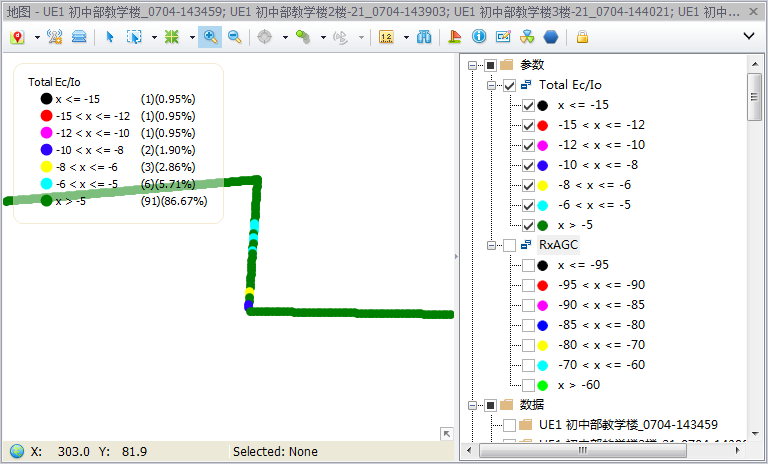 地图 - UE1 初中部教学楼_0704-143459; UE1 初中部教学楼2楼-21_0704-143903; UE1 初中部教学楼3楼-21_0704-144021; UE1 初中...
12
Total Ec/Io
x <= -15 (1)(0.95%)
-15 < x <= -12 (1)(0.95%)
-12 < x <= -10 (1)(0.95%)
-10 < x <= -8 (2)(1.90%)
-8 < x <= -6 (3)(2.86%)
-6 < x <= -5 (6)(5.71%)
x > -5 (91)(86.67%)
参数
Total Ec/Io
x <= -15
-15 < x <= -12
-12 < x <= -10
-10 < x <= -8
-8 < x <= -6
-6 < x <= -5
x > -5
RxAGC
x <= -95
-95 < x <= -90
-90 < x <= -85
-85 < x <= -80
-80 < x <= -70
-70 < x <= -60
x > -60
数据
UE1 初中部教学楼_0704-143459
X: 303.0 Y: 81.9 Selected: None